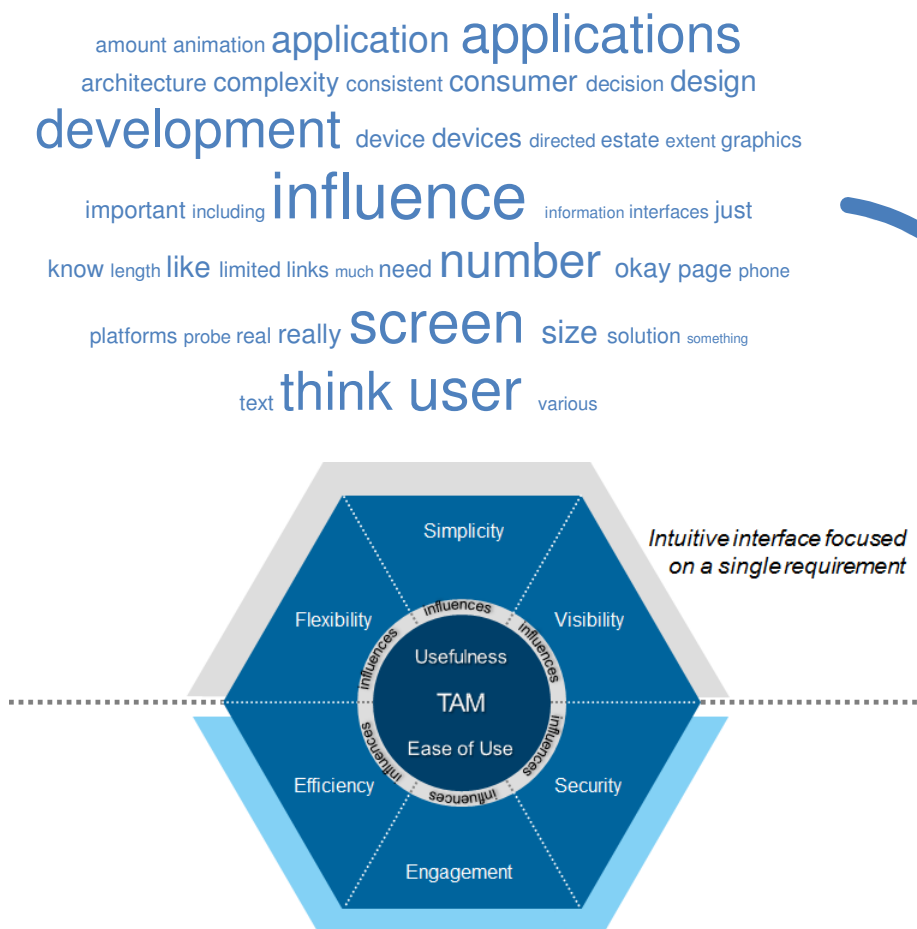 amount animation application applications
architecture complexity consistent consumer decision design
development device devices directed estate extent graphics
important including influence information interfaces just
know length like limited links much need number okay page phone
platforms probe real really screen size solution something
text think user various
Intuitive interface focused
on a single requirement
Simplicity
Flexibility
Visibility
influences
influences
influences
Usefulness
TAM
Ease of Use
influences
influences
influences
Efficiency
Security
Engagement